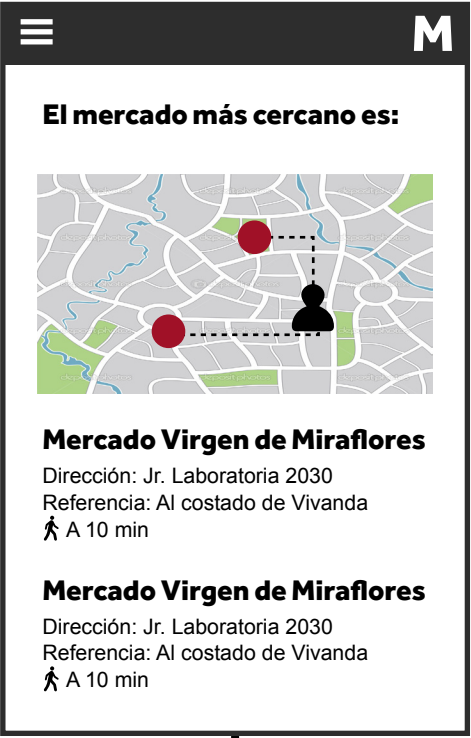 M
El mercado más cercano es:
Mercado Virgen de Miraflores
Dirección: Jr. Laboratoria 2030
Referencia: Al costado de Vivanda
A 10 min
Mercado Virgen de Miraflores
Dirección: Jr. Laboratoria 2030
Referencia: Al costado de Vivanda
A 10 min